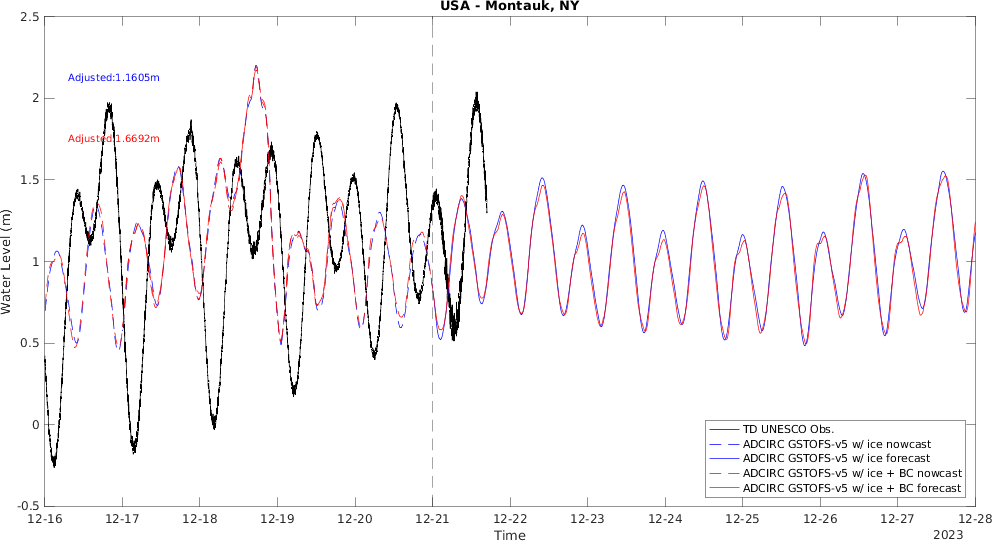 USA - Montauk, NY
2.5
2
1.5
1
0.5
0
-0.5
Water Level (m)
Adjusted:1.1605m
Adjusted:1.6692m
TD UNESCO Obs.
ADCIRC GSTOFS-v5 w/ ice nowcast
ADCIRC GSTOFS-v5 w/ ice forecast
ADCIRC GSTOFS-v5 w/ ice + BC nowcast
ADCIRC GSTOFS-v5 w/ ice + BC forecast
12-16 12-17 12-18 12-19 12-20 12-21 12-22 12-23 12-24 12-25 12-26 12-27 12-28
Time
2023